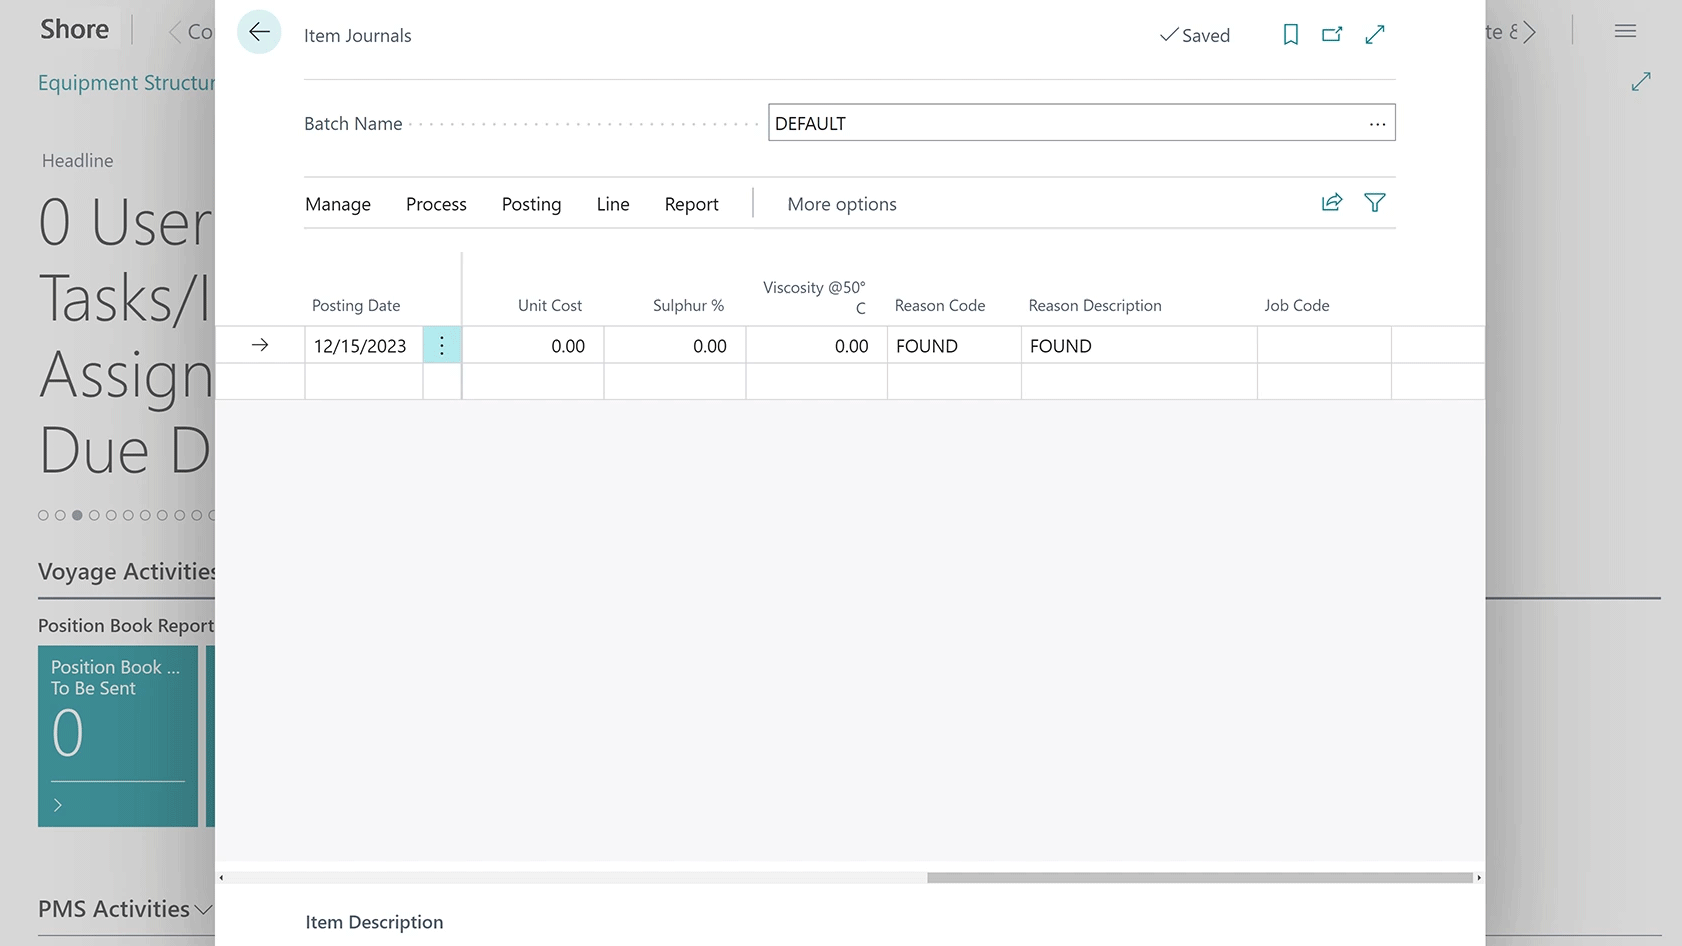 Shore
Co
Item Journals
Saved
te &
Equipment Structur
Batch Name
DEFAULT
Headline
0 User
Tasks/I
Assign
Due D
Manage Process Posting Line Report More options
Posting Date Unit Cost Sulphur % Viscosity @50° C Reason Code Reason Description Job Code
12/15/2023 0.00 0.00 0.00 FOUND FOUND
Voyage Activities
Position Book Report
Position Book ...
To Be Sent
0
PMS Activities
Item Description